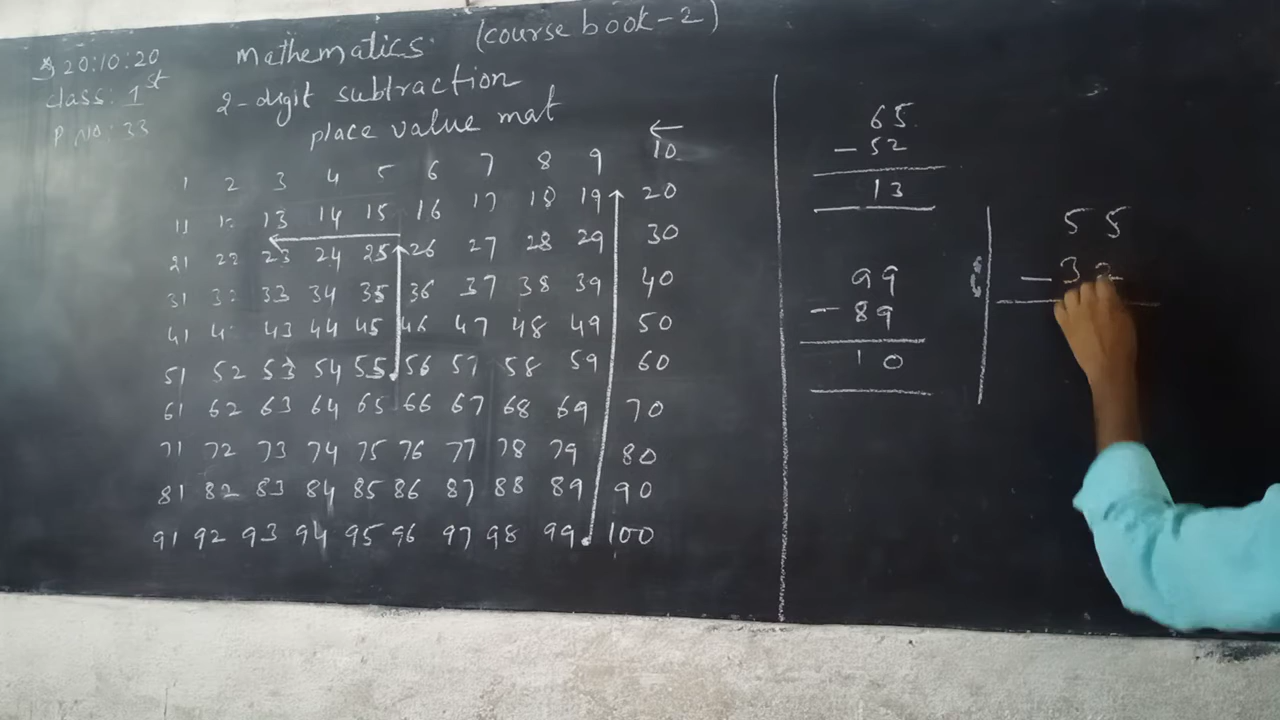 20:10:20
class: 1st
P.NO: 33
Mathematics. (course book-2)
2-digit subtraction
place value mat
←
1 2 3 4 5 6 7 8 9 10
11 12 13 14 15 16 17 18 19 20
21 22 23 24 25 26 27 28 29 30
31 32 33 34 35 36 37 38 39 40
41 42 43 44 45 46 47 48 49 50
51 52 53 54 55 56 57 58 59 60
61 62 63 64 65 66 67 68 69 70
71 72 73 74 75 76 77 78 79 80
81 82 83 84 85 86 87 88 89 90
91 92 93 94 95 96 97 98 99 100
65
- 52
13
99
- 89
10
55
- 32